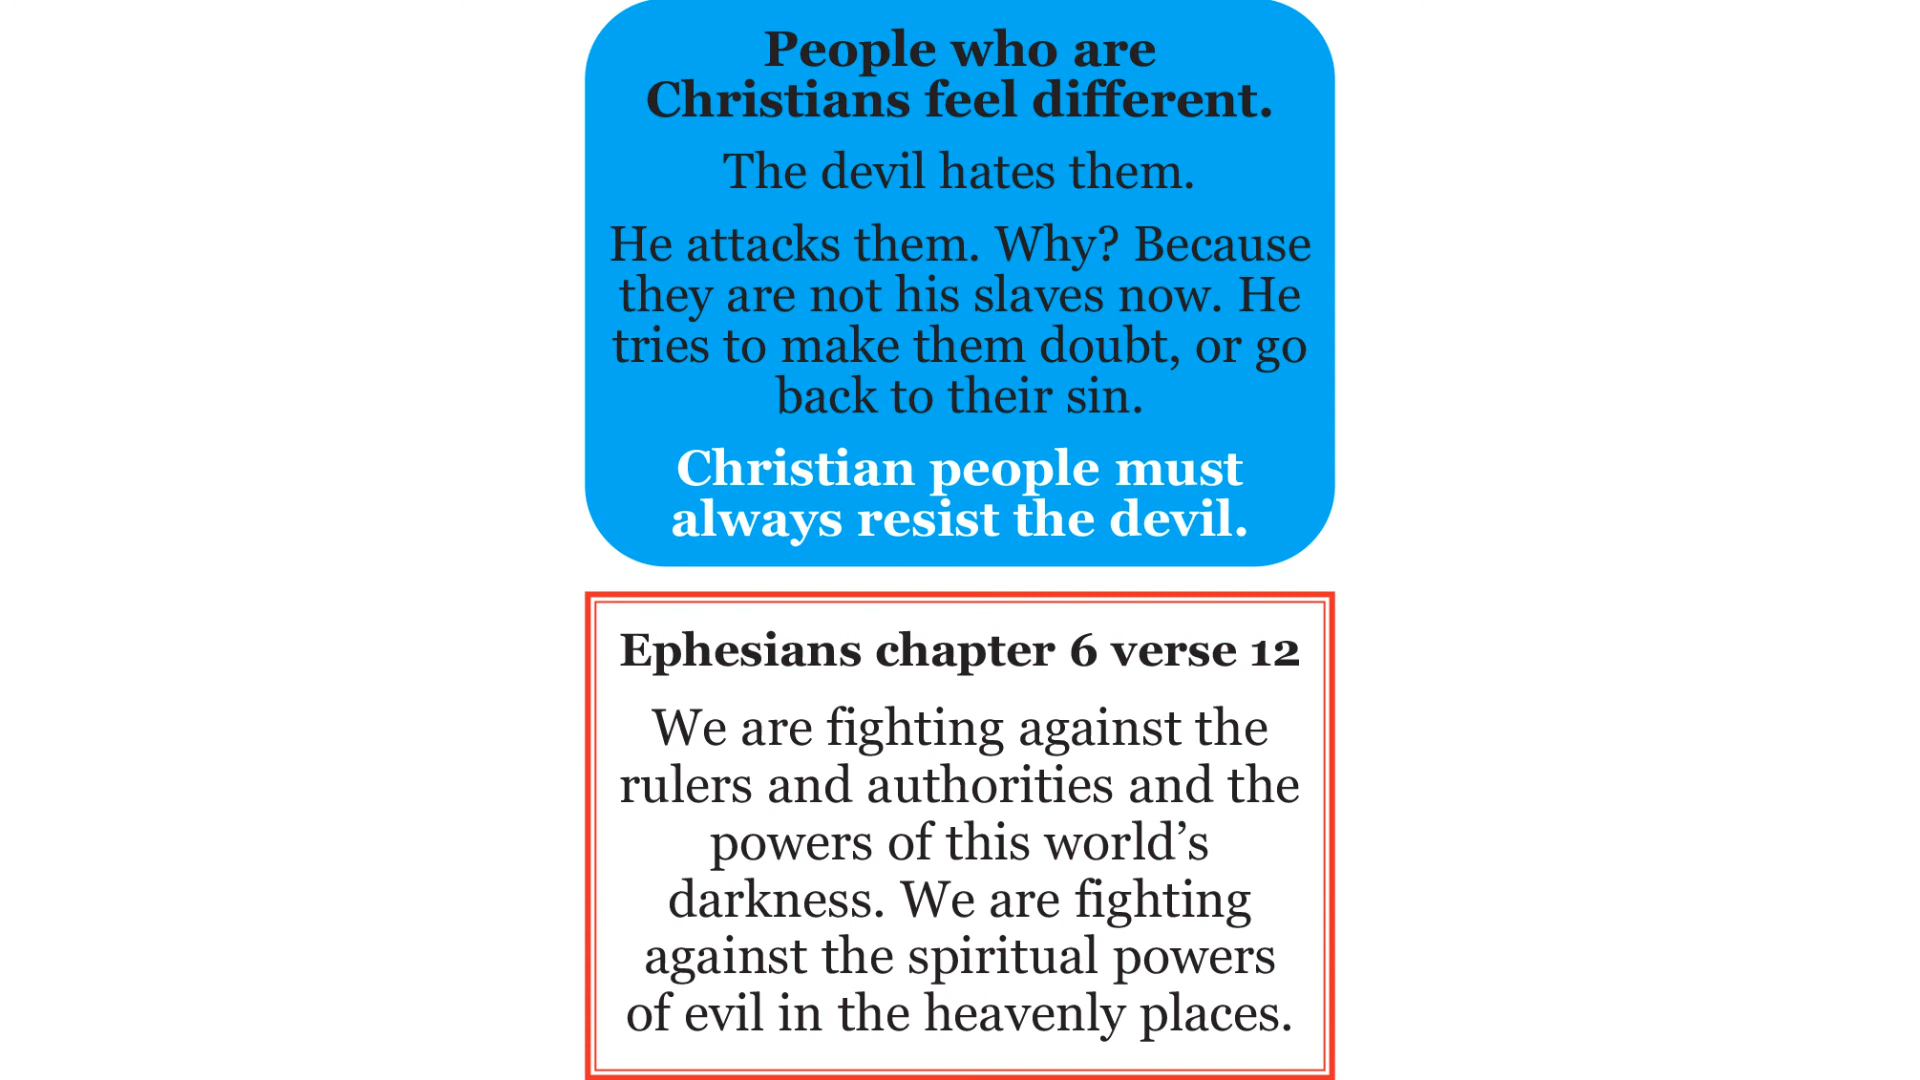 People who are
Christians feel different.
The devil hates them.
He attacks them. Why? Because
they are not his slaves now. He
tries to make them doubt, or go
back to their sin.
Christian people must
always resist the devil.
Ephesians chapter 6 verse 12
We are fighting against the
rulers and authorities and the
powers of this world’s
darkness. We are fighting
against the spiritual powers
of evil in the heavenly places.